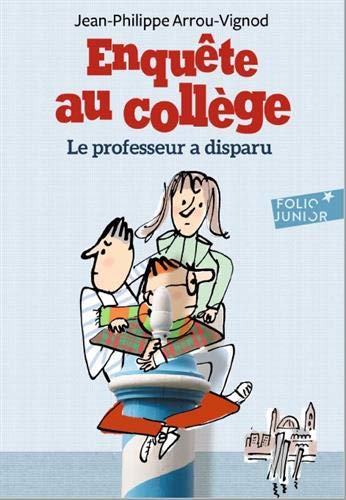 Jean-Philippe Arrou-Vignod
Enquête
au collège
Le professeur a disparu
FOLIO
JUNIOR